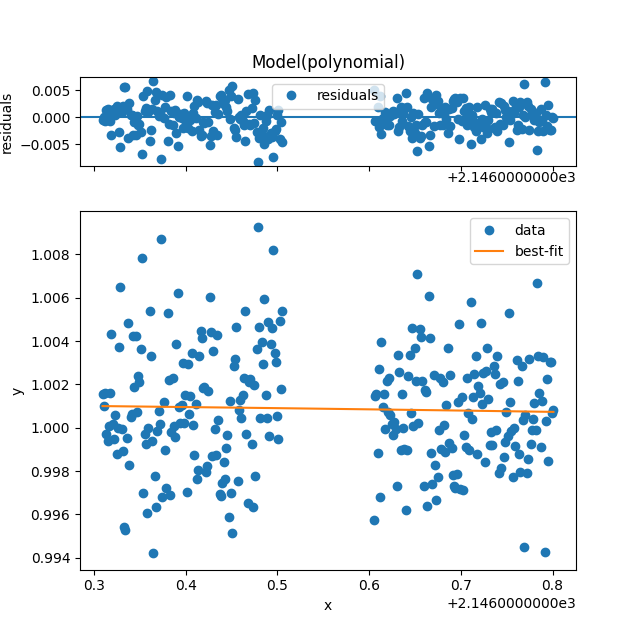 Model(polynomial)
0.005
0.000
−0.005
residuals
residuals
+2.1460000000e3
1.008
1.006
1.004
1.002
1.000
0.998
0.996
0.994
y
data
best-fit
0.3 0.4 0.5 0.6 0.7 0.8
x
+2.1460000000e3